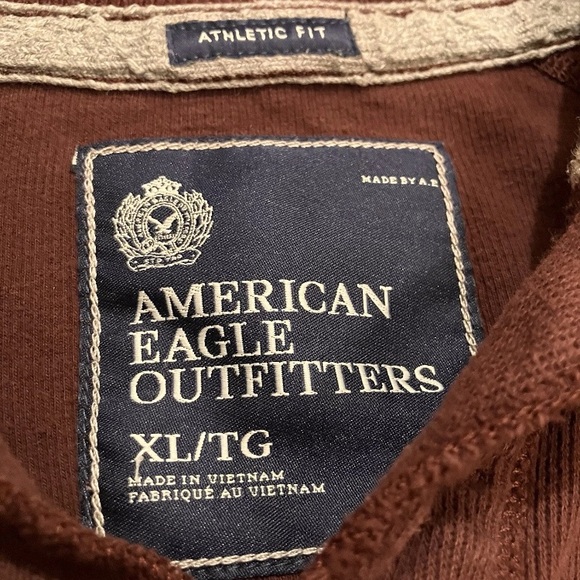 ATHLETIC FIT
MADE BY A.E
AMERICAN
EAGLE
OUTFITTERS
XL/TG
MADE IN VIETNAM
FABRIQUÉ AU VIETNAM